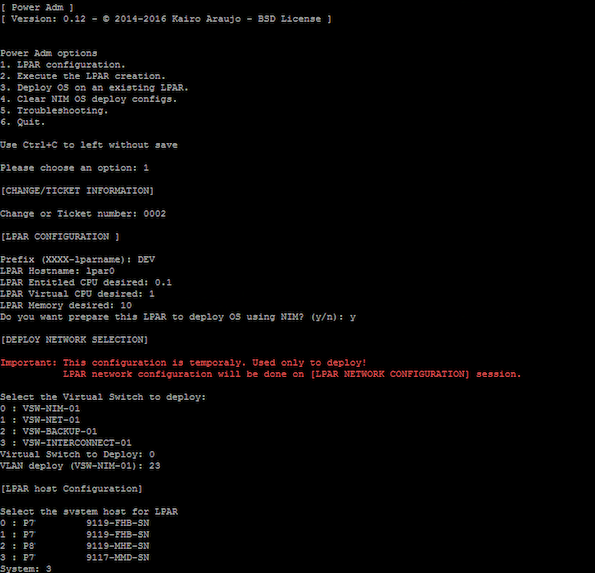 [ Power Adm ]
[ Version: 0.12 - © 2014-2016 Kairo Araujo - BSD License ]
Power Adm options
1. LPAR configuration.
2. Execute the LPAR creation.
3. Deploy OS on an existing LPAR.
4. Clear NIM OS deploy configs.
5. Troubleshooting.
6. Quit.
Use Ctrl+C to left without save
Please choose an option: 1
[CHANGE/TICKET INFORMATION]
Change or Ticket number: 0002
[LPAR CONFIGURATION ]
Prefix (XXXX-lparname): DEV
LPAR Hostname: lpar0
LPAR Entitled CPU desired: 0.1
LPAR Virtual CPU desired: 1
LPAR Memory desired: 10
Do you want prepare this LPAR to deploy OS using NIM? (y/n): y
[DEPLOY NETWORK SELECTION]
Important: This configuration is temporaly. Used only to deploy!
LPAR network configuration will be done on [LPAR NETWORK CONFIGURATION] session.
Select the Virtual Switch to deploy:
0 : VSW-NIM-01
1 : VSW-NET-01
2 : VSW-BACKUP-01
3 : VSW-INTERCONNECT-01
Virtual Switch to Deploy: 0
VLAN deploy (VSW-NIM-01): 23
[LPAR host Configuration]
Select the system host for LPAR
0 : P7 9119-FHB-SN
1 : P7 9119-FHB-SN
2 : P8 9119-MHE-SN
3 : P7 9117-MMD-SN
System: 3